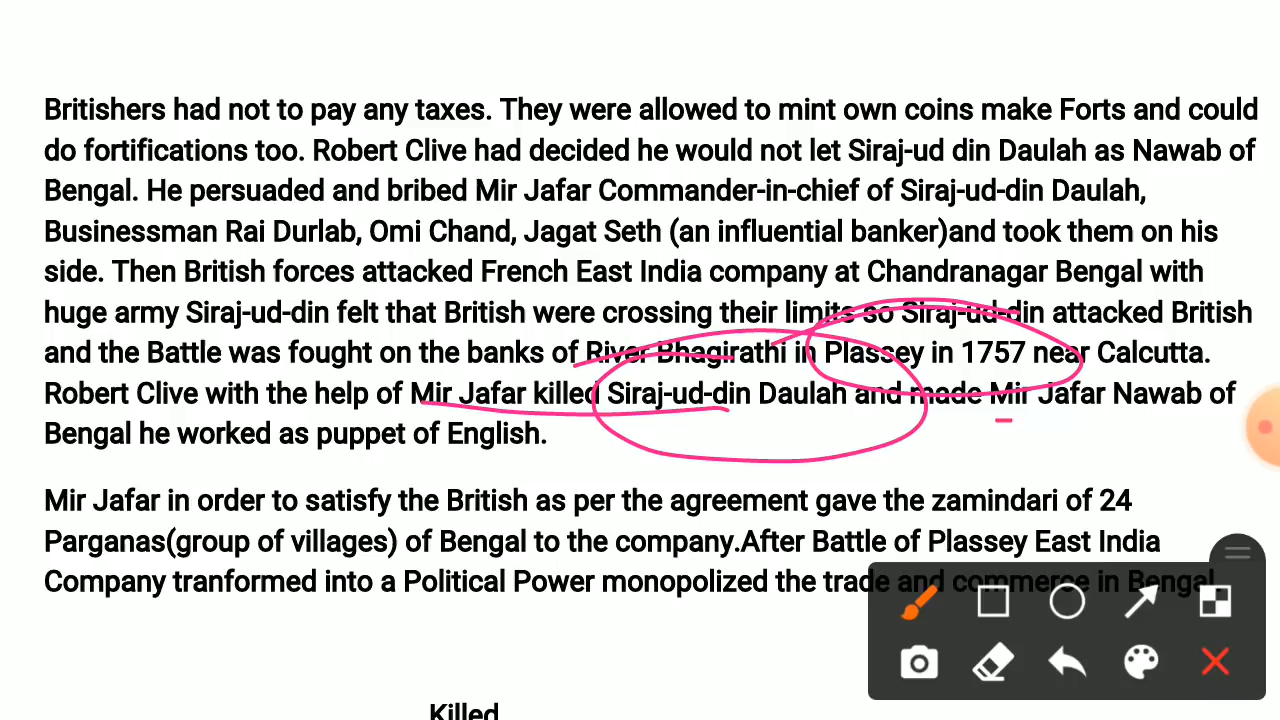 Britishers had not to pay any taxes. They were allowed to mint own coins make Forts and could
do fortifications too. Robert Clive had decided he would not let Siraj-ud din Daulah as Nawab of
Bengal. He persuaded and bribed Mir Jafar Commander-in-chief of Siraj-ud-din Daulah,
Businessman Rai Durlab, Omi Chand, Jagat Seth (an influential banker)and took them on his
side. Then British forces attacked French East India company at Chandranagar Bengal with
huge army Siraj-ud-din felt that British were crossing their limits so Siraj-ud-din attacked British
and the Battle was fought on the banks of River Bhagirathi in Plassey in 1757 near Calcutta.
Robert Clive with the help of Mir Jafar killed Siraj-ud-din Daulah and made Mir Jafar Nawab of
Bengal he worked as puppet of English.
Mir Jafar in order to satisfy the British as per the agreement gave the zamindari of 24
Parganas(group of villages) of Bengal to the company.After Battle of Plassey East India
Company tranformed into a Political Power monopolized the trade and commerce in Bengal
Killed